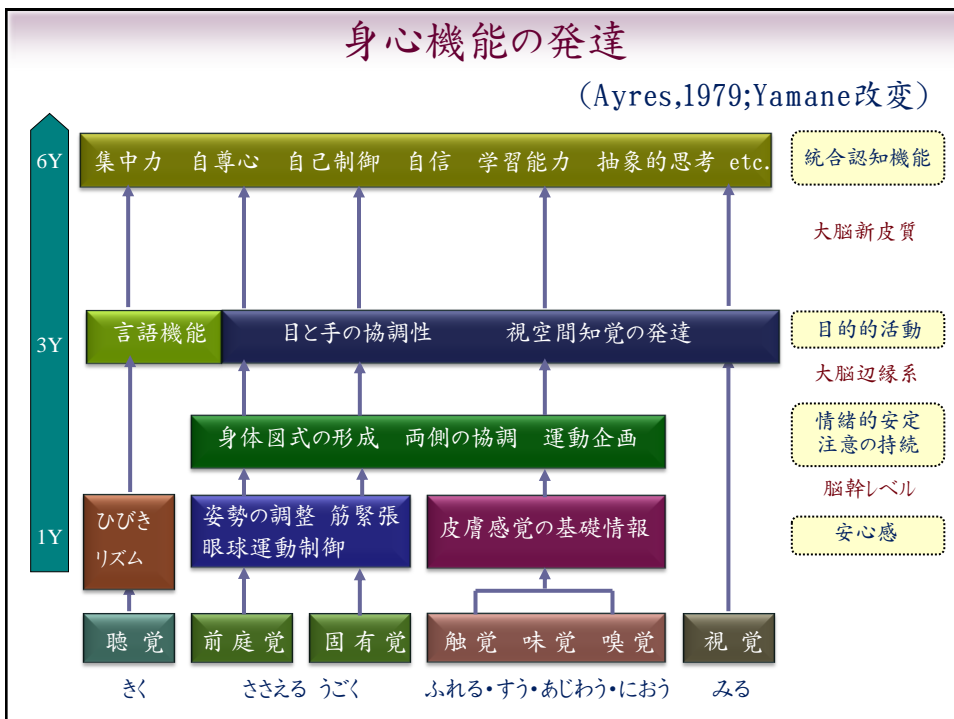 身心機能の発達
(Ayres,1979;Yamane改変)
6Y
集中力 自尊心 自己制御 自信 学習能力 抽象的思考 etc.
統合認知機能
大脳新皮質
3Y
言語機能
目と手の協調性 視空間知覚の発達
目的的活動
大脳辺縁系
身体図式の形成 両側の協調 運動企画
情緒的安定
注意の持続
脳幹レベル
1Y
ひびき
リズム
姿勢の調整 筋緊張
眼球運動制御
皮膚感覚の基礎情報
安心感
聴覚
前庭覚
固有覚
触覚 味覚 嗅覚
視覚
きく
ささえる うごく
ふれる・すう・あじわう・におう
みる